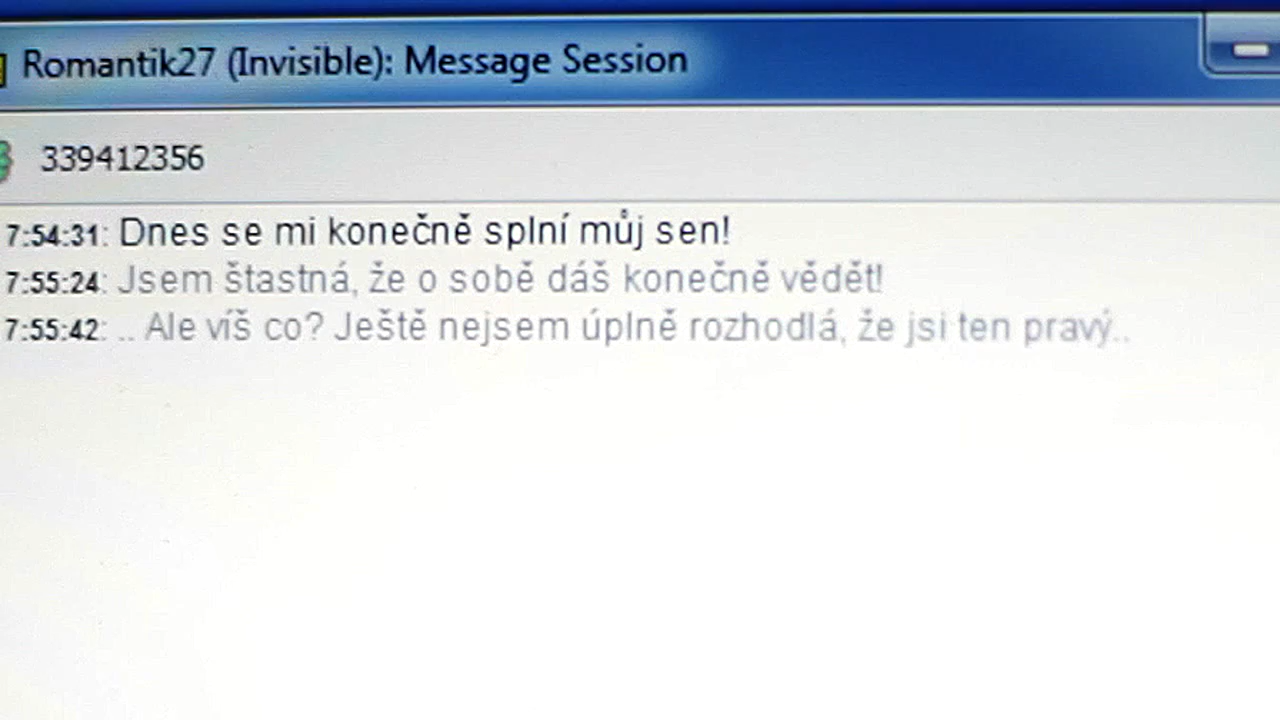 Romantik27 (Invisible): Message Session
339412356
7:54:31: Dnes se mi konečně splní můj sen!
7:55:24: Jsem štastná, že o sobě dáš konečně vědět!
7:55:42: .. Ale víš co? Ještě nejsem úplně rozhodlá, že jsi ten pravý..